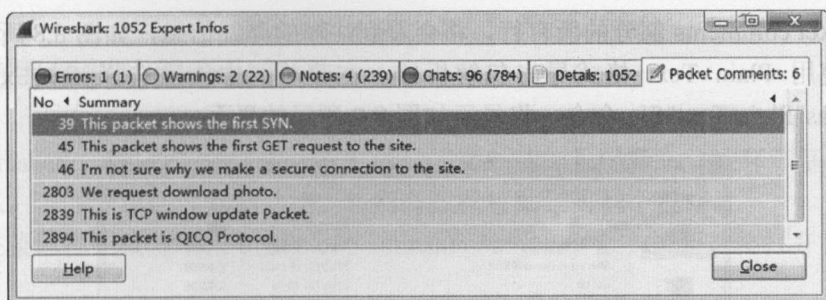 Wireshark: 1052 Expert Infos
Errors: 1 (1) Warnings: 2 (22) Notes: 4 (239) Chats: 96 (784) Details: 1052 Packet Comments: 6
No Summary
39 This packet shows the first SYN.
45 This packet shows the first GET request to the site.
46 I'm not sure why we make a secure connection to the site.
2803 We request download photo.
2839 This is TCP window update Packet.
2894 This packet is QICQ Protocol.
Help Close